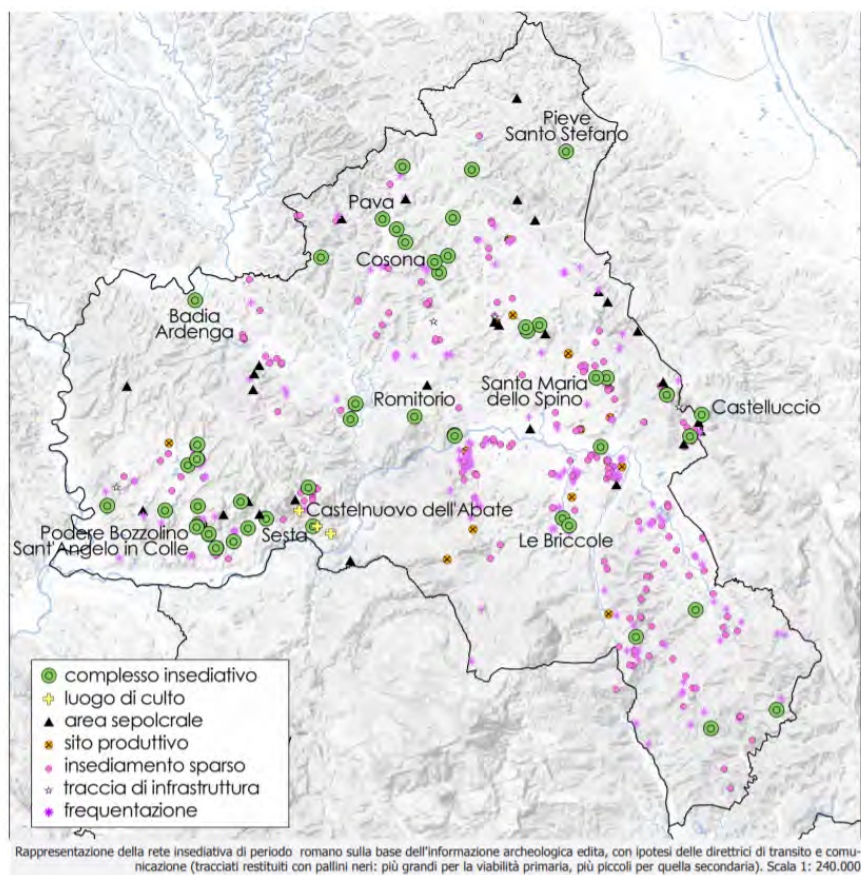 Pieve
Santo Stefano
Pava
Cosona
Badia
Ardenga
Romitorio
Santa Maria
dello Spino
Castelluccio
Castelnuovo dell'Abate
Podere Bozzolino
Sant'Angelo in Colle
Sesta
Le Briccole
complesso insediativo
luogo di culto
area sepolcrale
sito produttivo
insediamento sparso
traccia di infrastruttura
frequentazione
Rappresentazione della rete insediativa di periodo romano sulla base dell'informazione archeologica edita, con ipotesi delle direttrici di transito e comu-
nicazione (tracciati restituiti con pallini neri: più grandi per la viabilità primaria, più piccoli per quella secondaria). Scala 1: 240.000